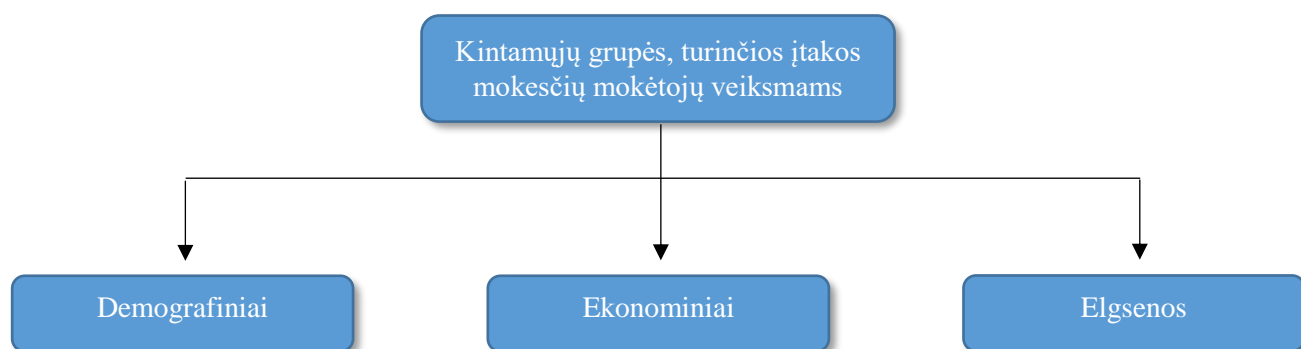 Kintamųjų grupės, turinčios įtakos
mokesčių mokėtojų veiksmams
Demografiniai
Ekonominiai
Elgsenos